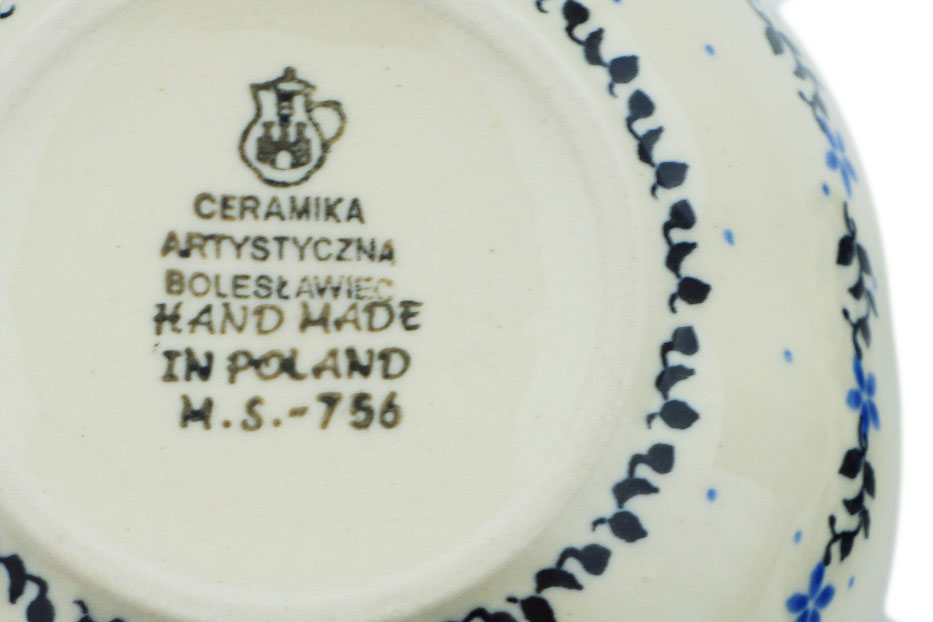 CERAMIKA
ARTYSTYCZNA
BOLESŁAWIEC
HAND MADE
IN POLAND
M.S.-756